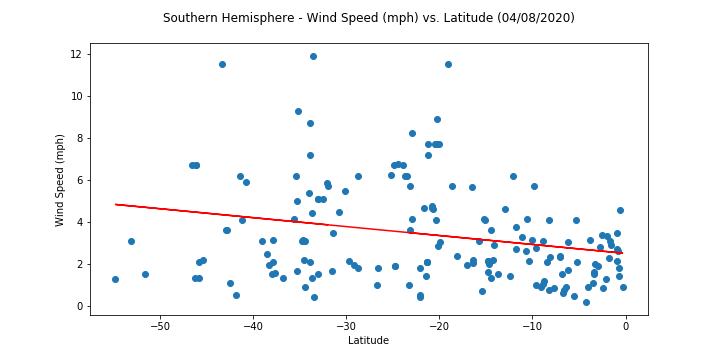 Southern Hemisphere - Wind Speed (mph) vs. Latitude (04/08/2020)
12
10
8
6
4
2
0
Wind Speed (mph)
−50 −40 −30 −20 −10 0
Latitude